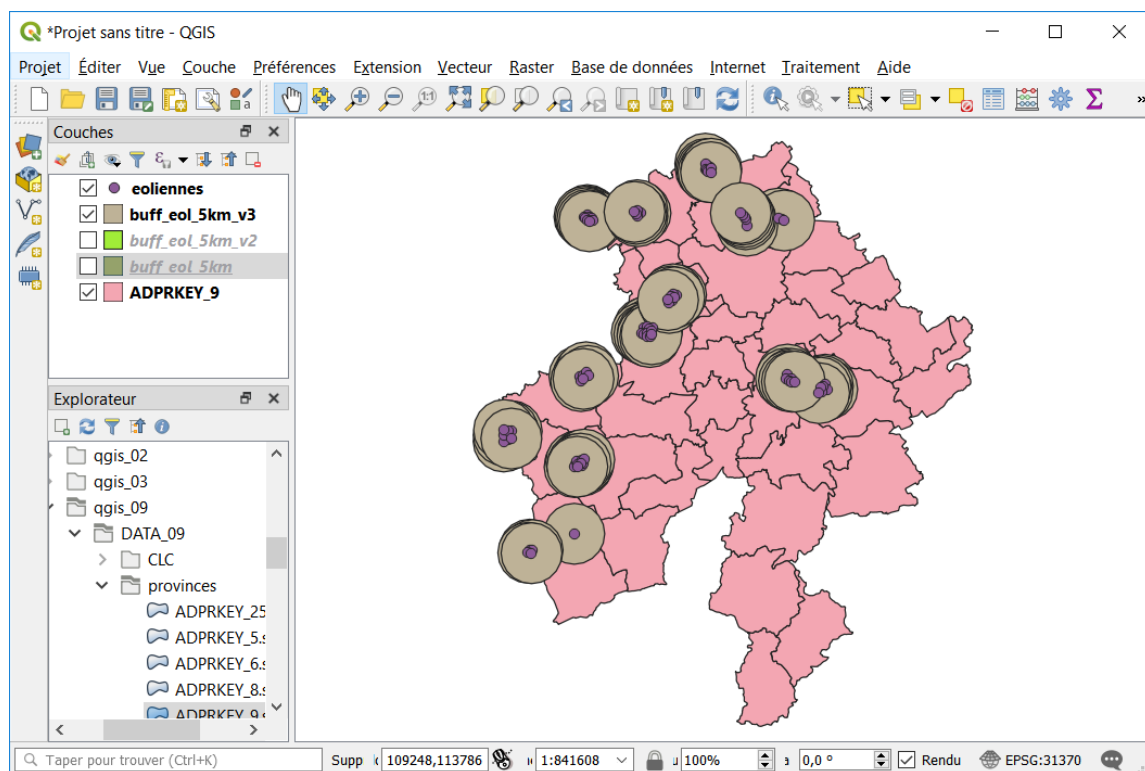 *Projet sans titre - QGIS
Projet Éditer Vue Couche Préférences Extension Vecteur Raster Base de données Internet Traitement Aide
Couches
eoliennes
buff_eol_5km_v3
buff_eol_5km_v2
buff_eol_5km
ADPRKEY_9
Explorateur
qgis_02
qgis_03
qgis_09
DATA_09
CLC
provinces
ADPRKEY_25
ADPRKEY_5.s
ADPRKEY_6.s
ADPRKEY_8.s
ADPRKEY_9.s
Taper pour trouver (Ctrl+K) Supp 109248,113786 1:841608 100% 0,0 ° Rendu EPSG:31370